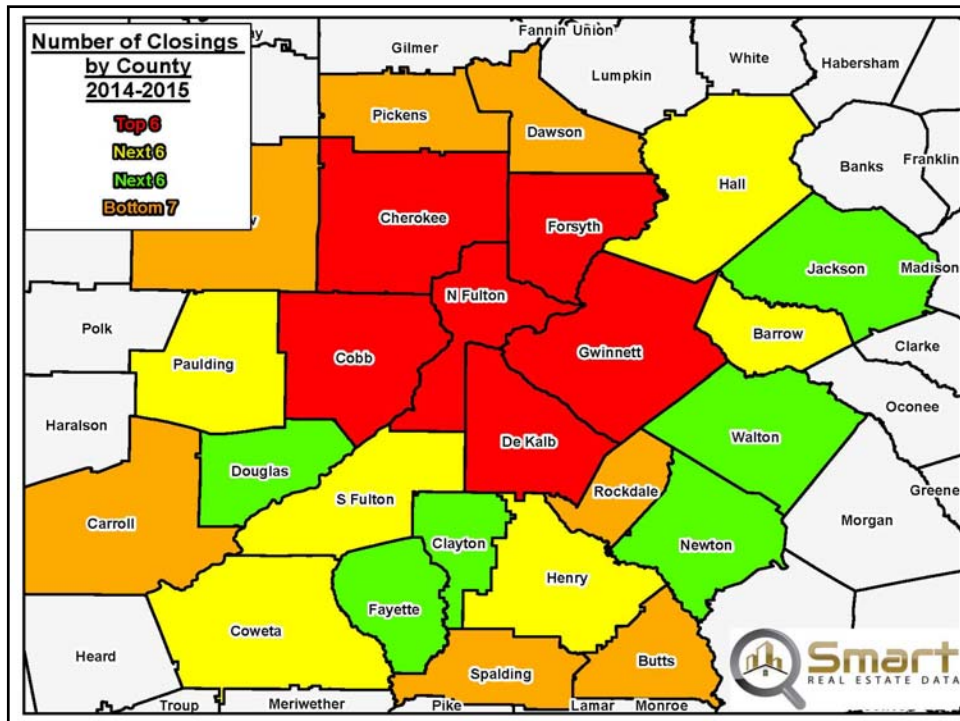 Number of Closings
by County
2014-2015
Top 6
Next 6
Next 6
Bottom 7
Gilmer
Fannin
Union
Lumpkin
White
Habersham
Pickens
Dawson
Banks
Franklin
Hall
Cherokee
Forsyth
Jackson
Madison
N Fulton
Polk
Paulding
Cobb
Gwinnett
Barrow
Clarke
Oconee
Haralson
Douglas
De Kalb
Walton
Greene
Carroll
S Fulton
Rockdale
Morgan
Clayton
Newton
Henry
Fayette
Coweta
Heard
Spalding
Butts
Smart
REAL ESTATE DATA
Troup
Meriwether
Pike
Lamar
Monroe